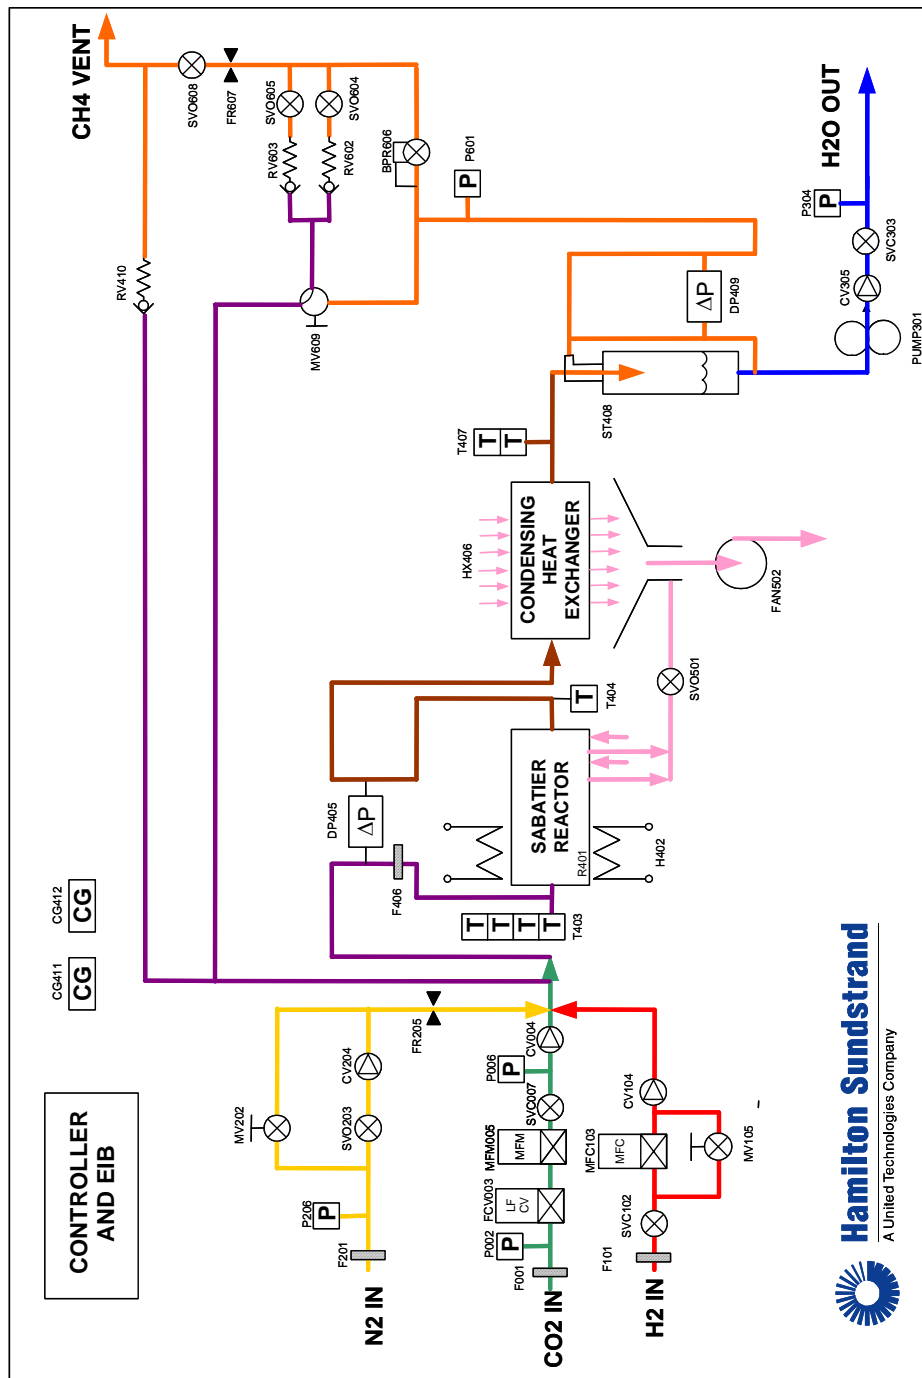 CONTROLLER
AND EIB
CG411
CG
CG412
CG
N2 IN
F201
P206
P
MV202
SVO203
CV204
FR205
CO2 IN
F001
P002
P
FCV003
LF
CV
MFM005
MFM
SVC007
P006
P
CV004
H2 IN
F101
SVC102
MFC103
MFC
MV105
CV104
T403
T
T
T
T
F406
DP405
ΔP
SABATIER
REACTOR
R401
H402
T404
T
SVO501
HX406
CONDENSING
HEAT
EXCHANGER
FAN502
T407
T
T
ST408
DP409
ΔP
PUMP301
CV305
SVC303
P304
P
H2O OUT
P601
P
BPR606
MV609
RV410
RV603
RV602
SVO605
SVO604
FR607
SVO608
CH4 VENT
Hamilton Sundstrand
A United Technologies Company